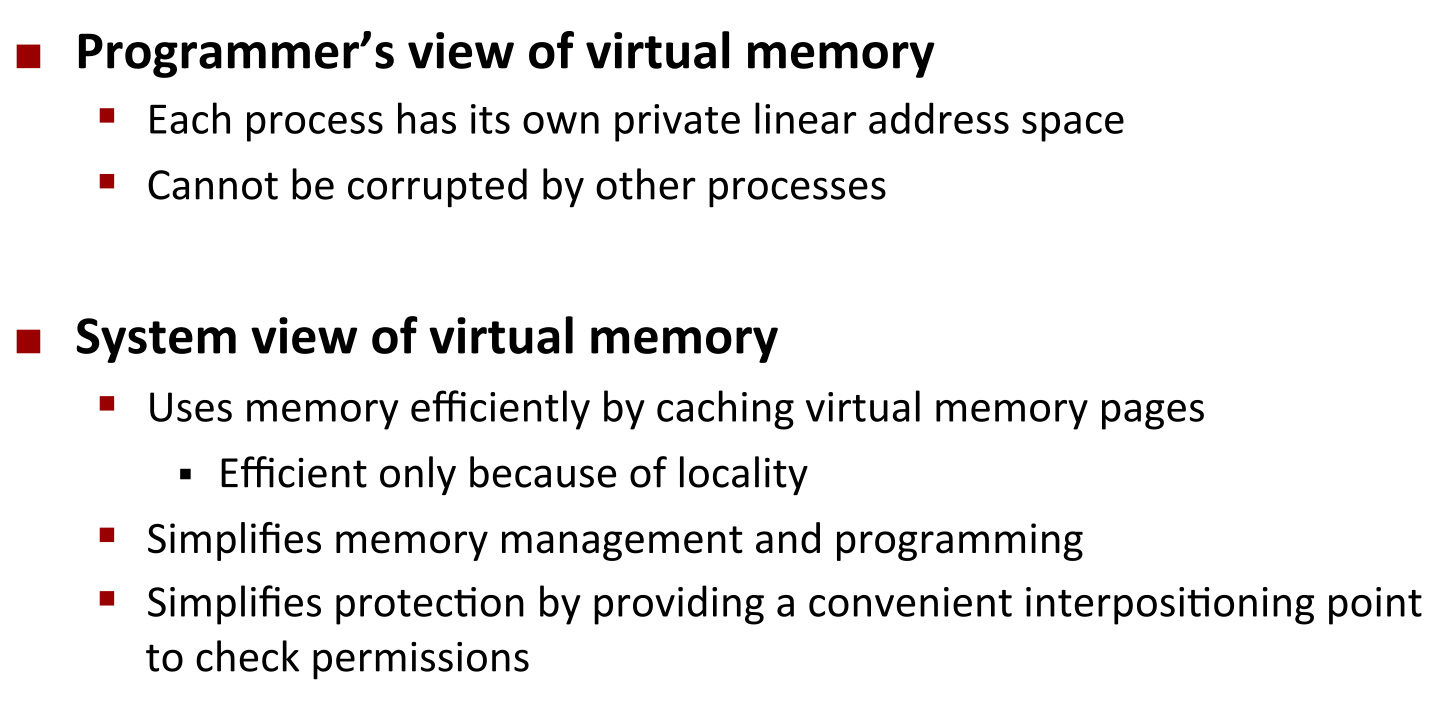 Programmer’s view of virtual memory
Each process has its own private linear address space
Cannot be corrupted by other processes
System view of virtual memory
Uses memory efficiently by caching virtual memory pages
Efficient only because of locality
Simplifies memory management and programming
Simplifies protection by providing a convenient interpositioning point
to check permissions